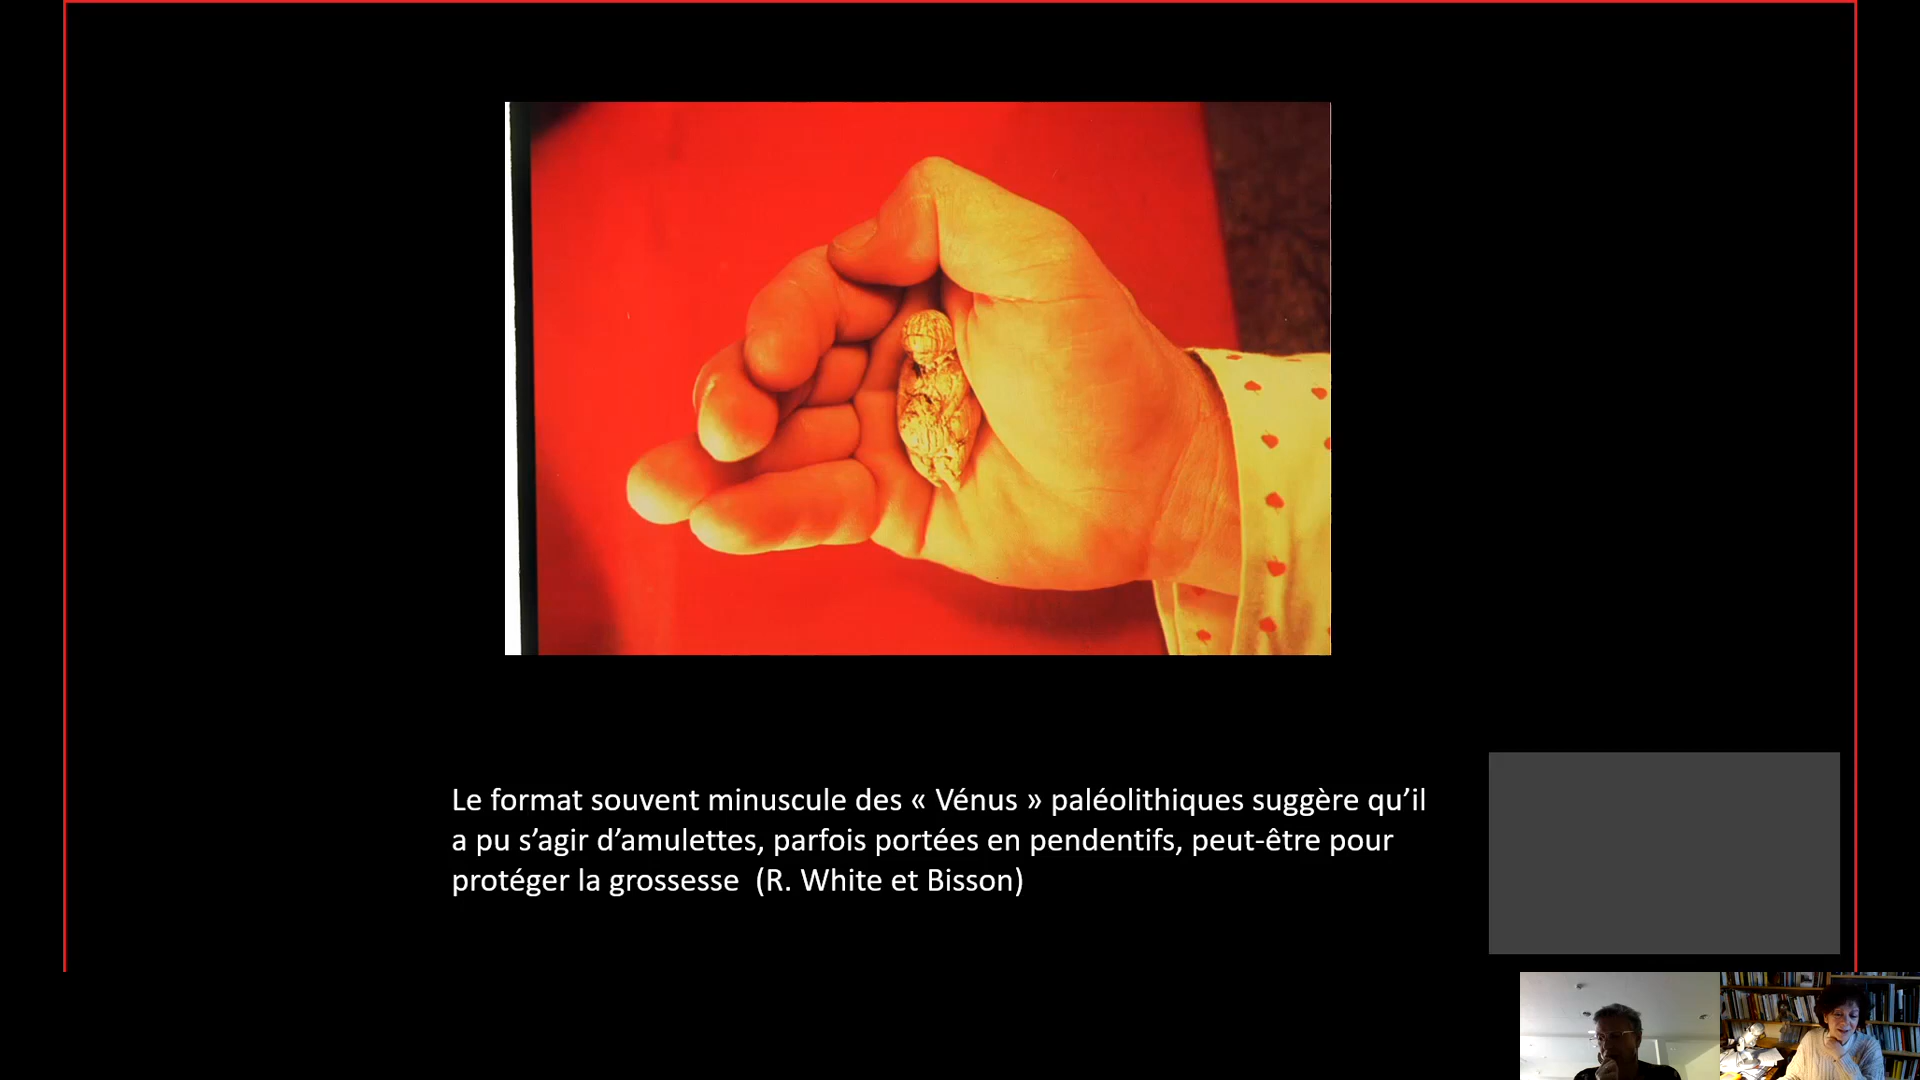 Le format souvent minuscule des « Vénus » paléolithiques suggère qu’il
a pu s’agir d’amulettes, parfois portées en pendentifs, peut-être pour
protéger la grossesse  (R. White et Bisson)